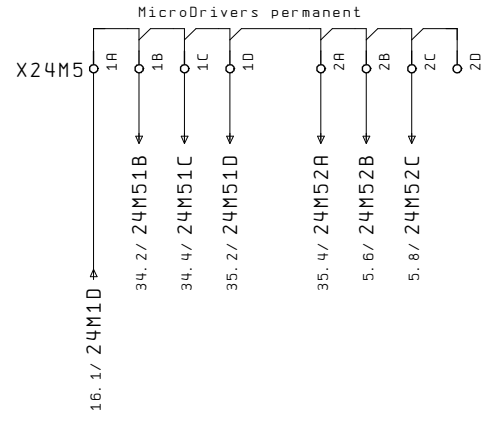 MicroDrivers permanent
X24M5
1A
1B
1C
1D
2A
2B
2C
2D
34.2/ 24M51B
34.4/ 24M51C
35.2/ 24M51D
35.4/ 24M52A
5.6/ 24M52B
5.8/ 24M52C
16.1/ 24M1D